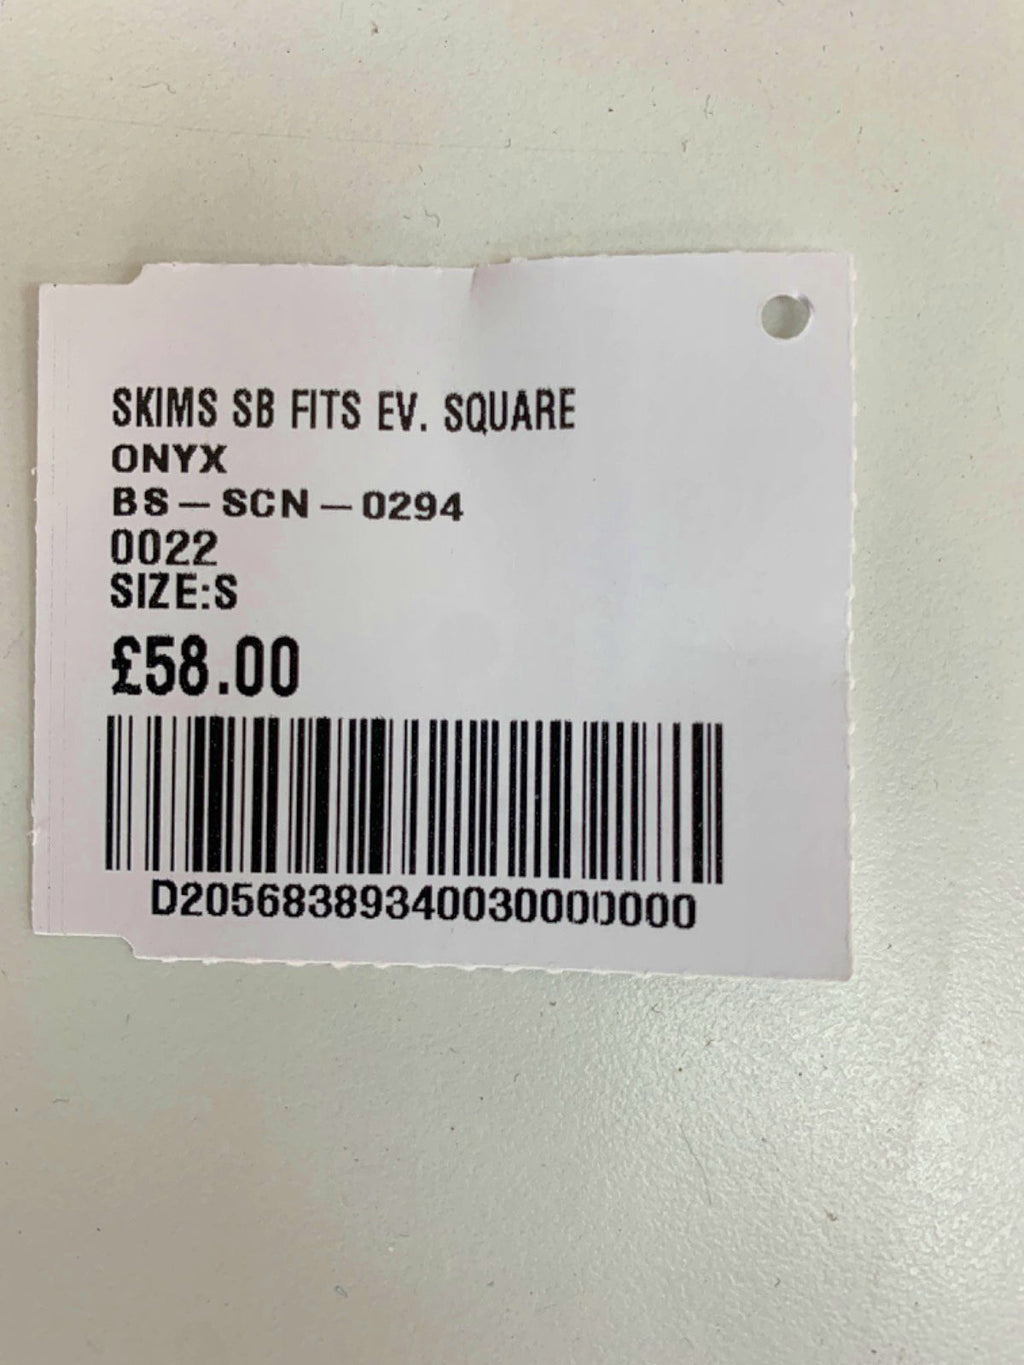 SKIMS SB FITS EV. SQUARE
ONYX
BS-SCN-0294
0022
SIZE:S
£58.00
D20568389340030000000